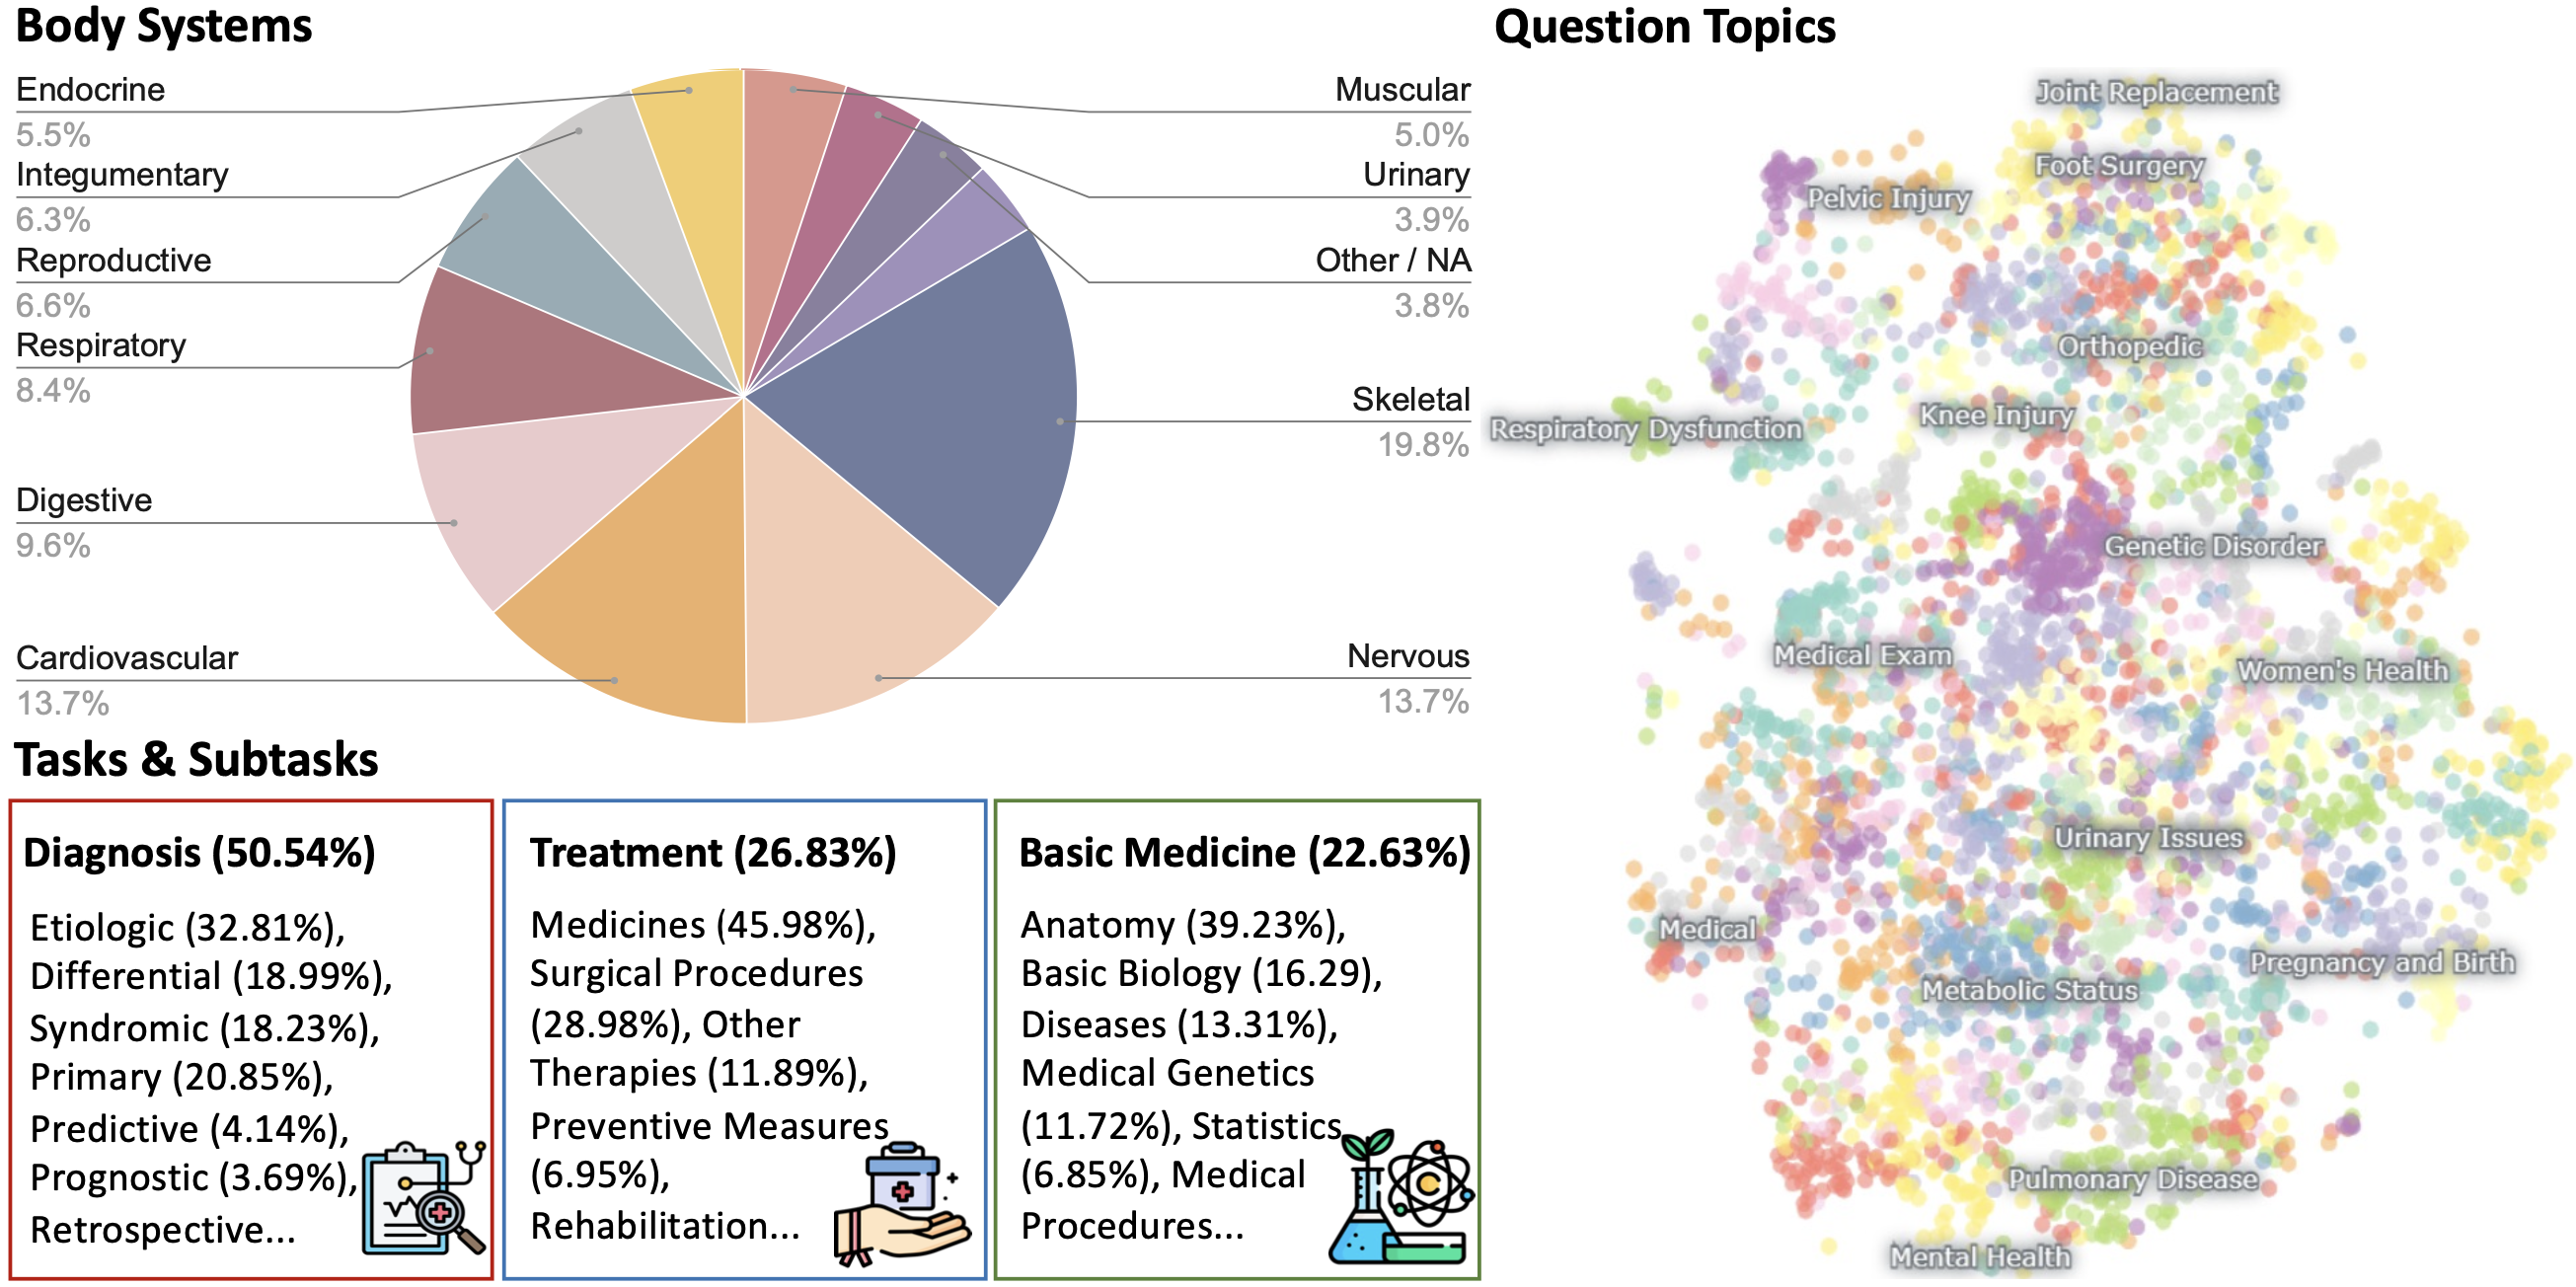 Body Systems
Endocrine
5.5%
Integumentary
6.3%
Reproductive
6.6%
Respiratory
8.4%
Digestive
9.6%
Cardiovascular
13.7%
Muscular
5.0%
Urinary
3.9%
Other / NA
3.8%
Skeletal
19.8%
Nervous
13.7%
Tasks & Subtasks
Diagnosis (50.54%)
Etiologic (32.81%),
Differential (18.99%),
Syndromic (18.23%),
Primary (20.85%),
Predictive (4.14%),
Prognostic (3.69%),
Retrospective...
Treatment (26.83%)
Medicines (45.98%),
Surgical Procedures
(28.98%), Other
Therapies (11.89%),
Preventive Measures
(6.95%),
Rehabilitation...
Basic Medicine (22.63%)
Anatomy (39.23%),
Basic Biology (16.29),
Diseases (13.31%),
Medical Genetics
(11.72%), Statistics
(6.85%), Medical
Procedures...
Question Topics
Joint Replacement
Foot Surgery
Pelvic Injury
Orthopedic
Knee Injury
Respiratory Dysfunction
Genetic Disorder
Medical Exam
Women's Health
Urinary Issues
Medical
Pregnancy and Birth
Metabolic Status
Pulmonary Disease
Mental Health